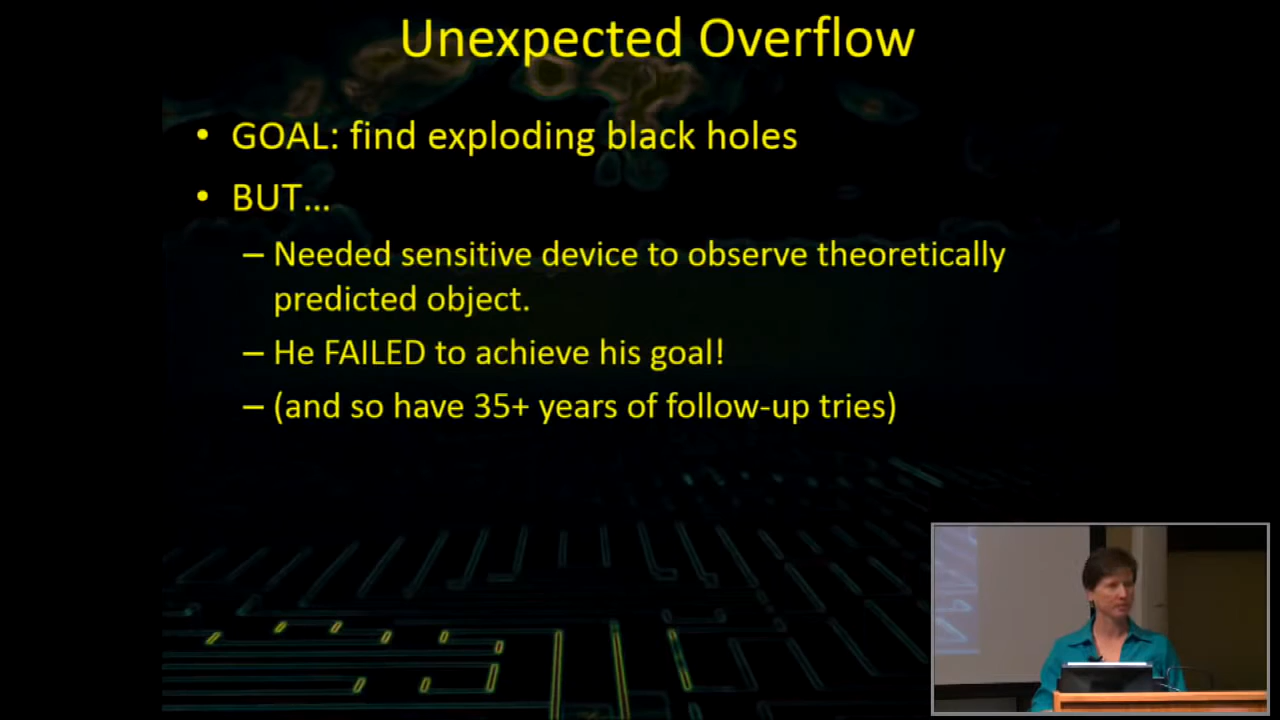 Unexpected Overflow
• GOAL: find exploding black holes
• BUT...
– Needed sensitive device to observe theoretically
predicted object.
– He FAILED to achieve his goal!
– (and so have 35+ years of follow-up tries)